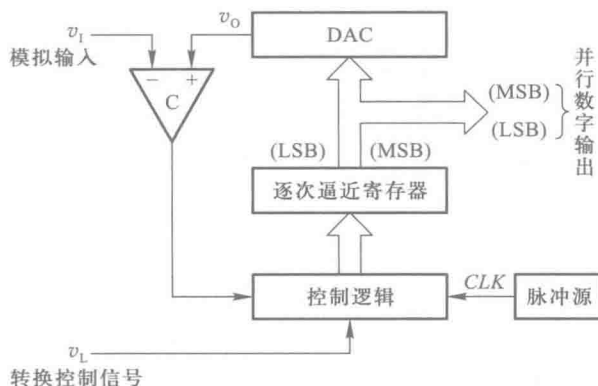 v_I
模拟输入
v_O
DAC
− +
C
(MSB)
(LSB)
并行数字输出
(LSB) (MSB)
逐次逼近寄存器
控制逻辑
CLK
脉冲源
v_L
转换控制信号